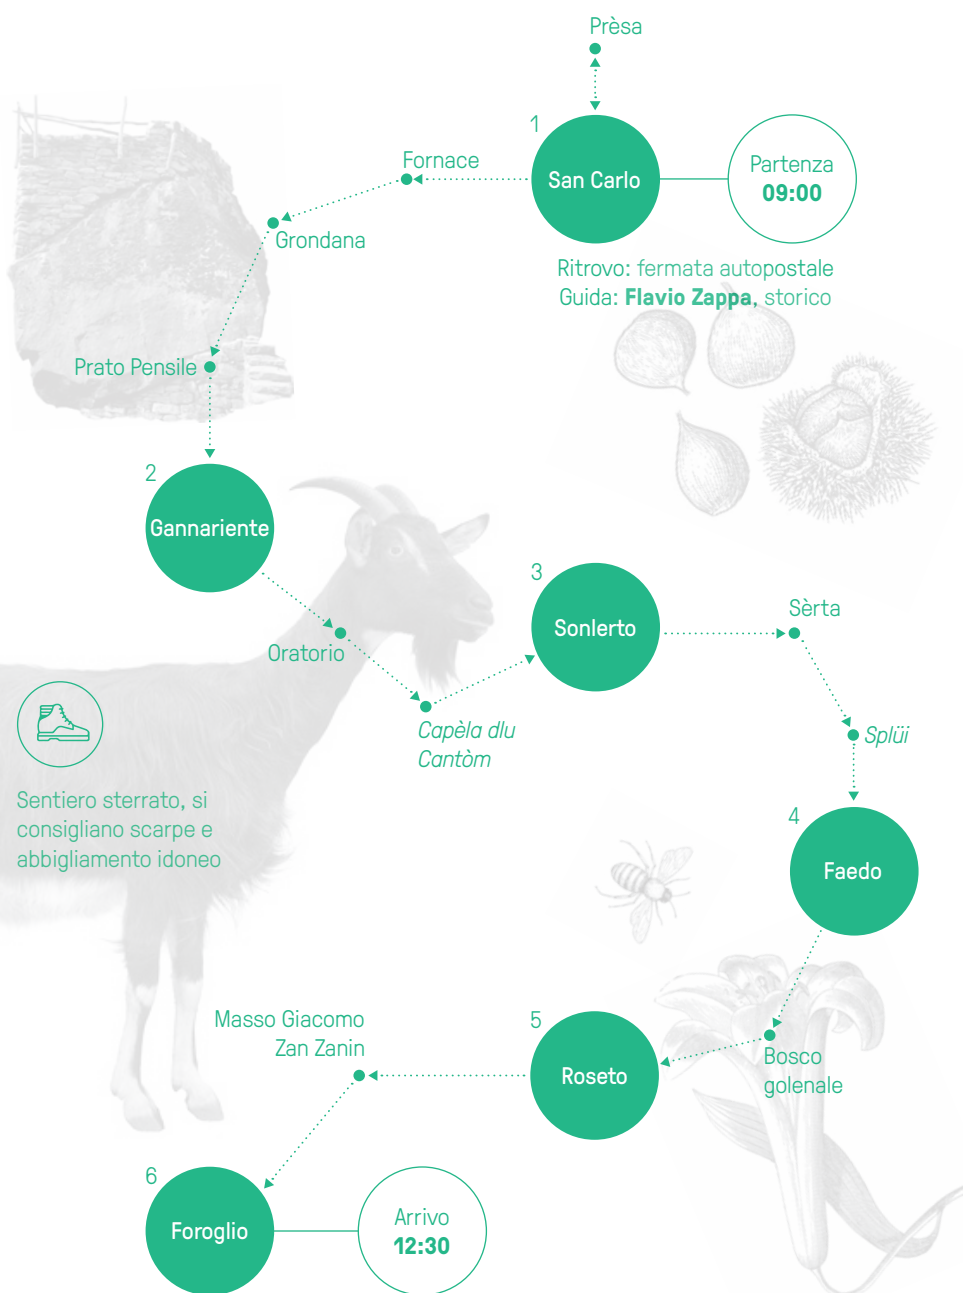 Prèsa
1
San Carlo
Partenza
09:00
Fornace
Grondana
Ritrovo: fermata autopostale
Guida: Flavio Zappa, storico
Prato Pensile
2
Gannariente
Oratorio
Capèla dlu
Cantòm
3
Sonlerto
Sèrta
Splüi
Sentiero sterrato, si
consigliano scarpe e
abbigliamento idoneo
4
Faedo
Bosco
golenale
5
Roseto
Masso Giacomo
Zan Zanin
6
Foroglio
Arrivo
12:30